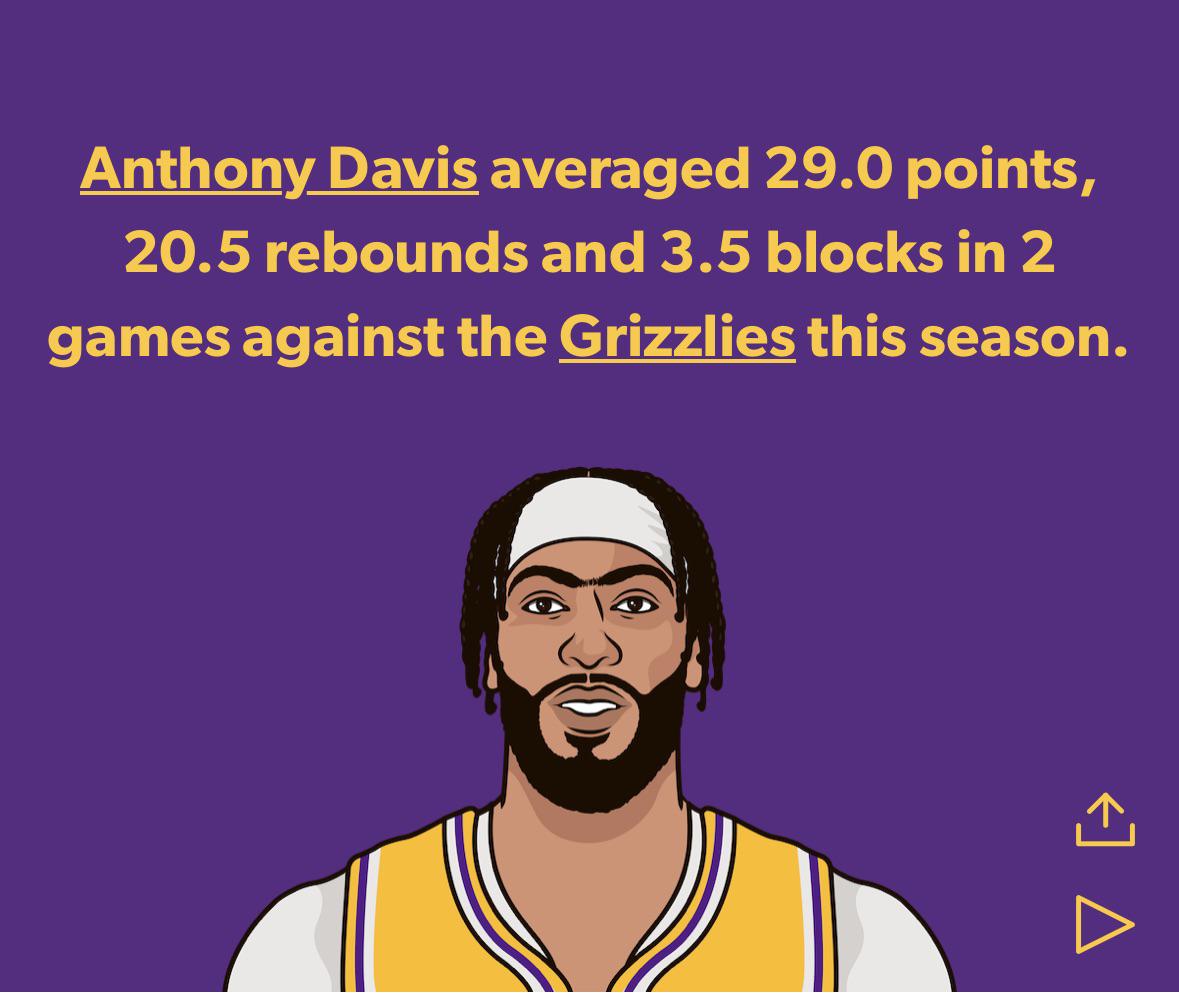 Anthony Davis averaged 29.0 points,
20.5 rebounds and 3.5 blocks in 2
games against the Grizzlies this season.